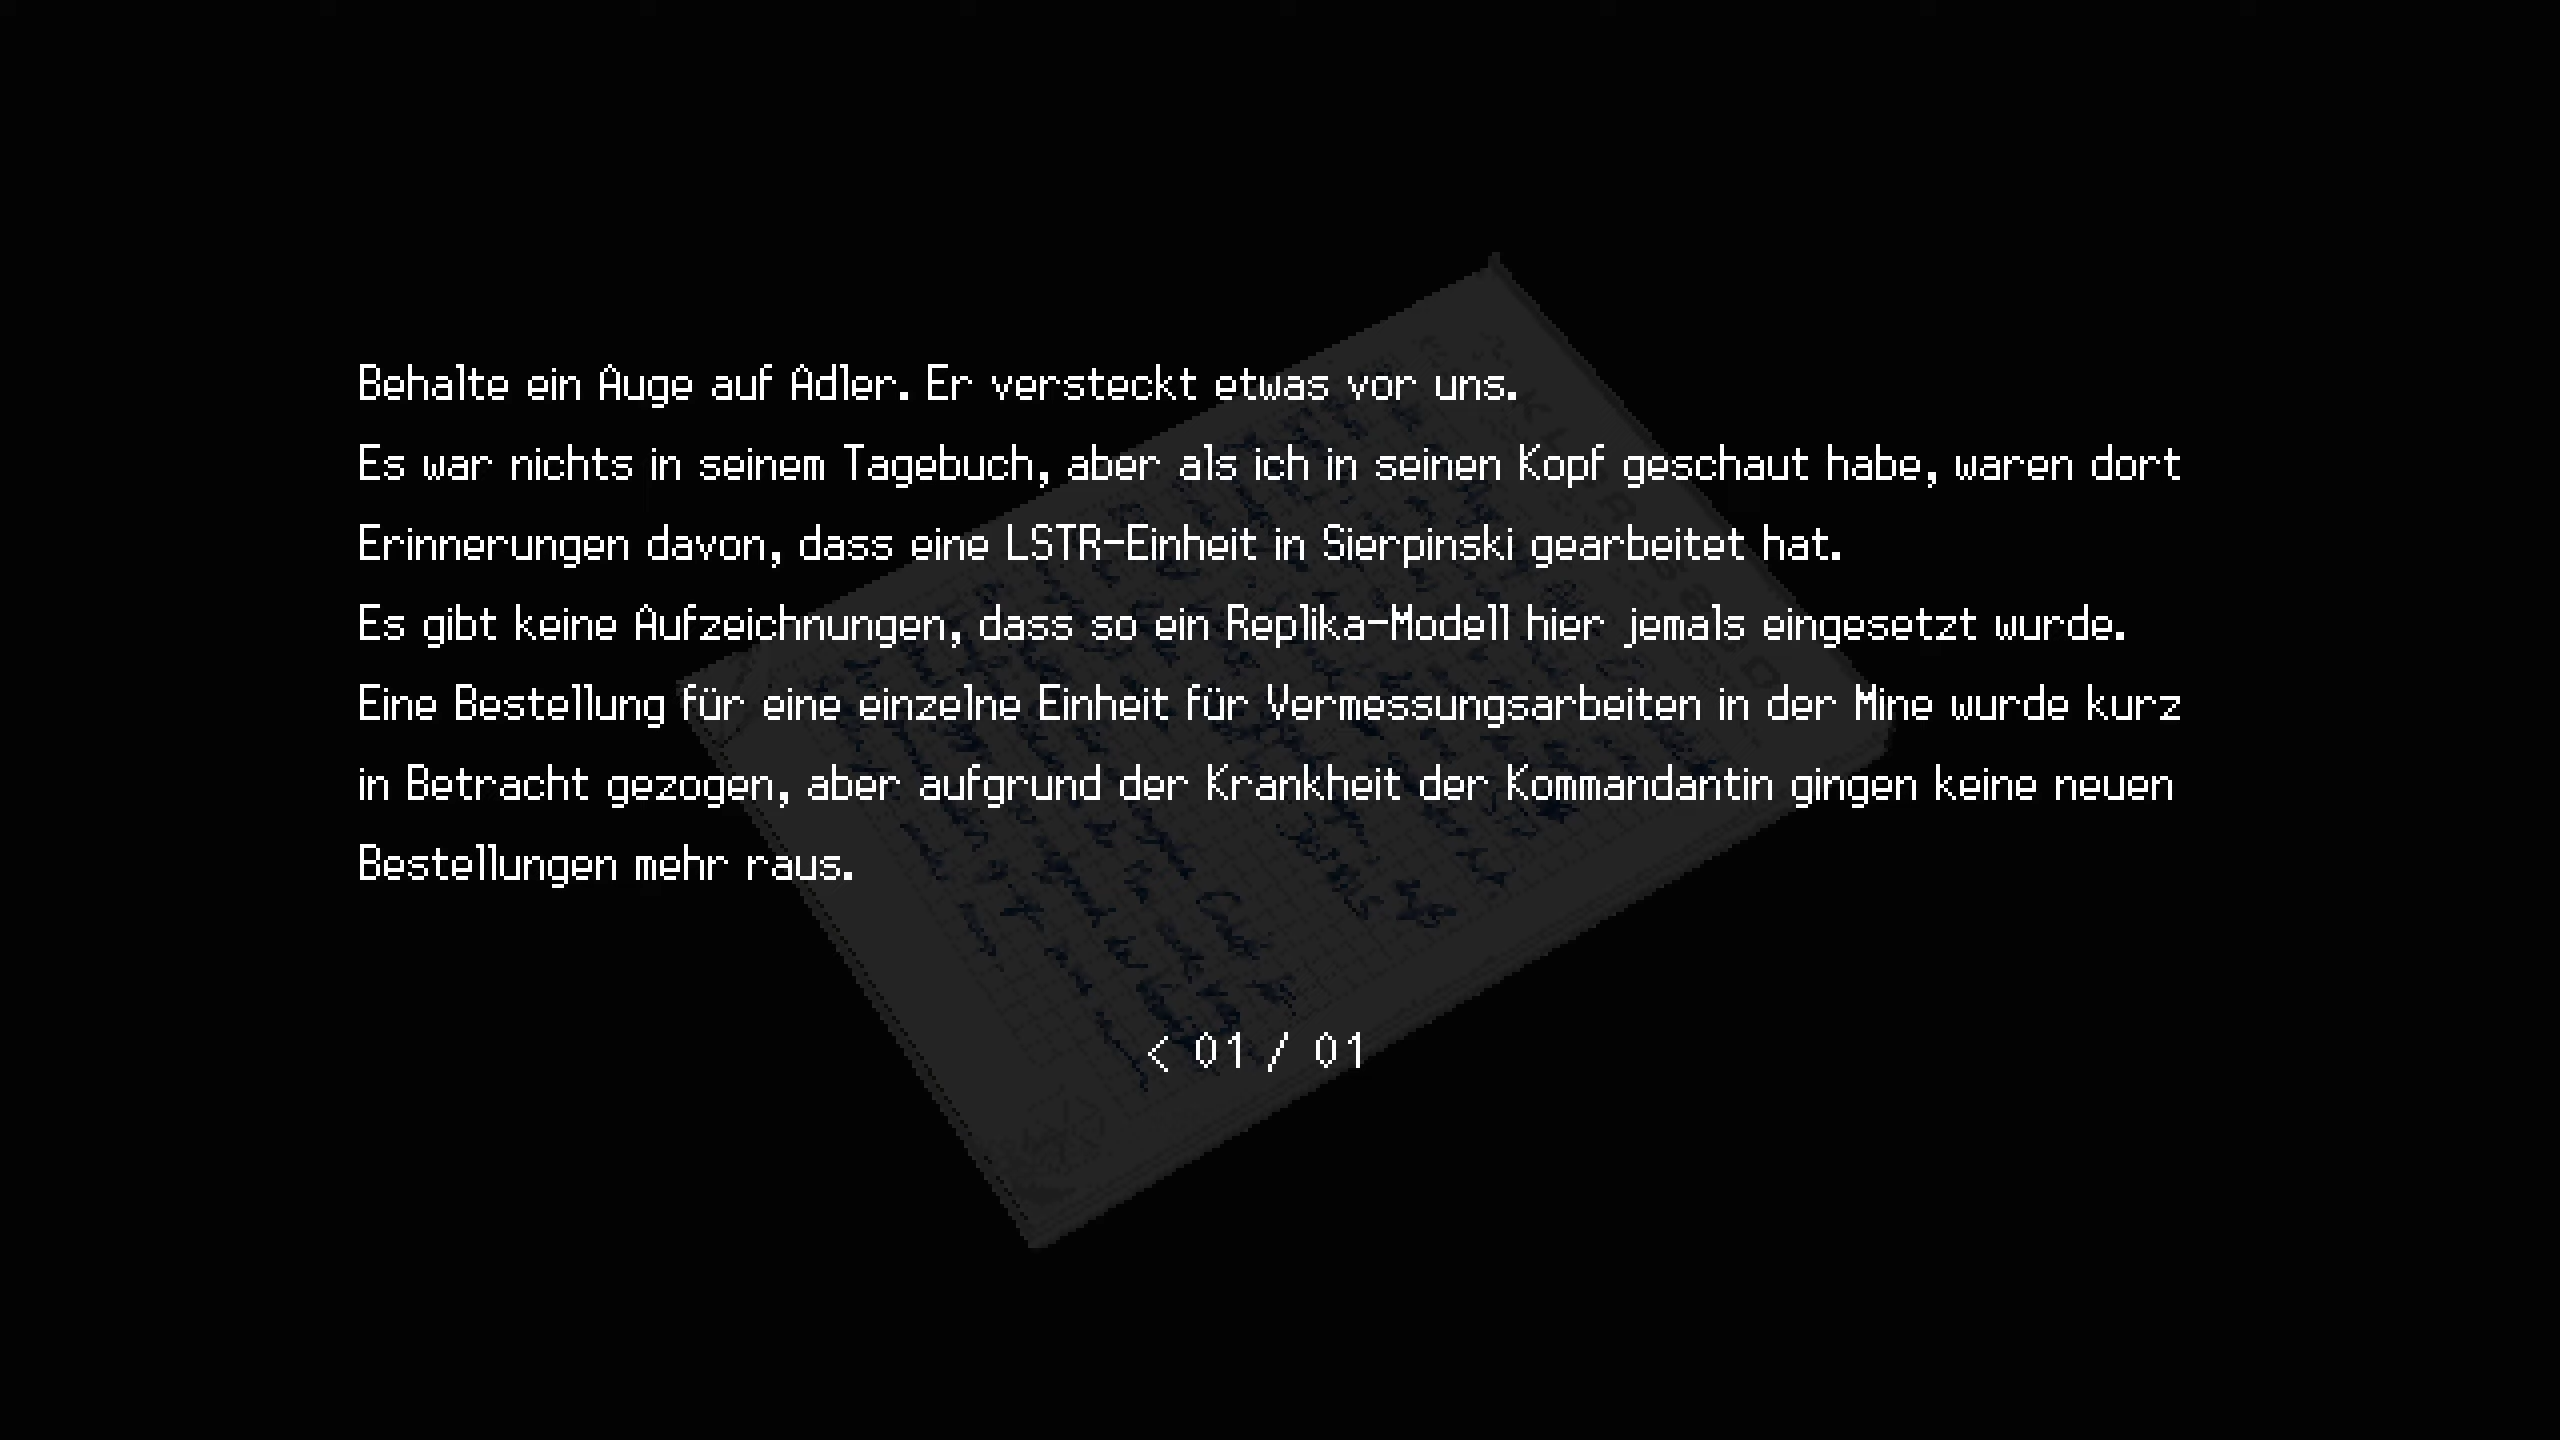 Behalte ein Auge auf Adler. Er versteckt etwas vor uns.
Es war nichts in seinem Tagebuch, aber als ich in seinen Kopf geschaut habe, waren dort
Erinnerungen davon, dass eine LSTR-Einheit in Sierpinski gearbeitet hat.
Es gibt keine Aufzeichnungen, dass so ein Replika-Modell hier jemals eingesetzt wurde.
Eine Bestellung für eine einzelne Einheit für Vermessungsarbeiten in der Mine wurde kurz
in Betracht gezogen, aber aufgrund der Krankheit der Kommandantin gingen keine neuen
Bestellungen mehr raus.
< 01 / 01